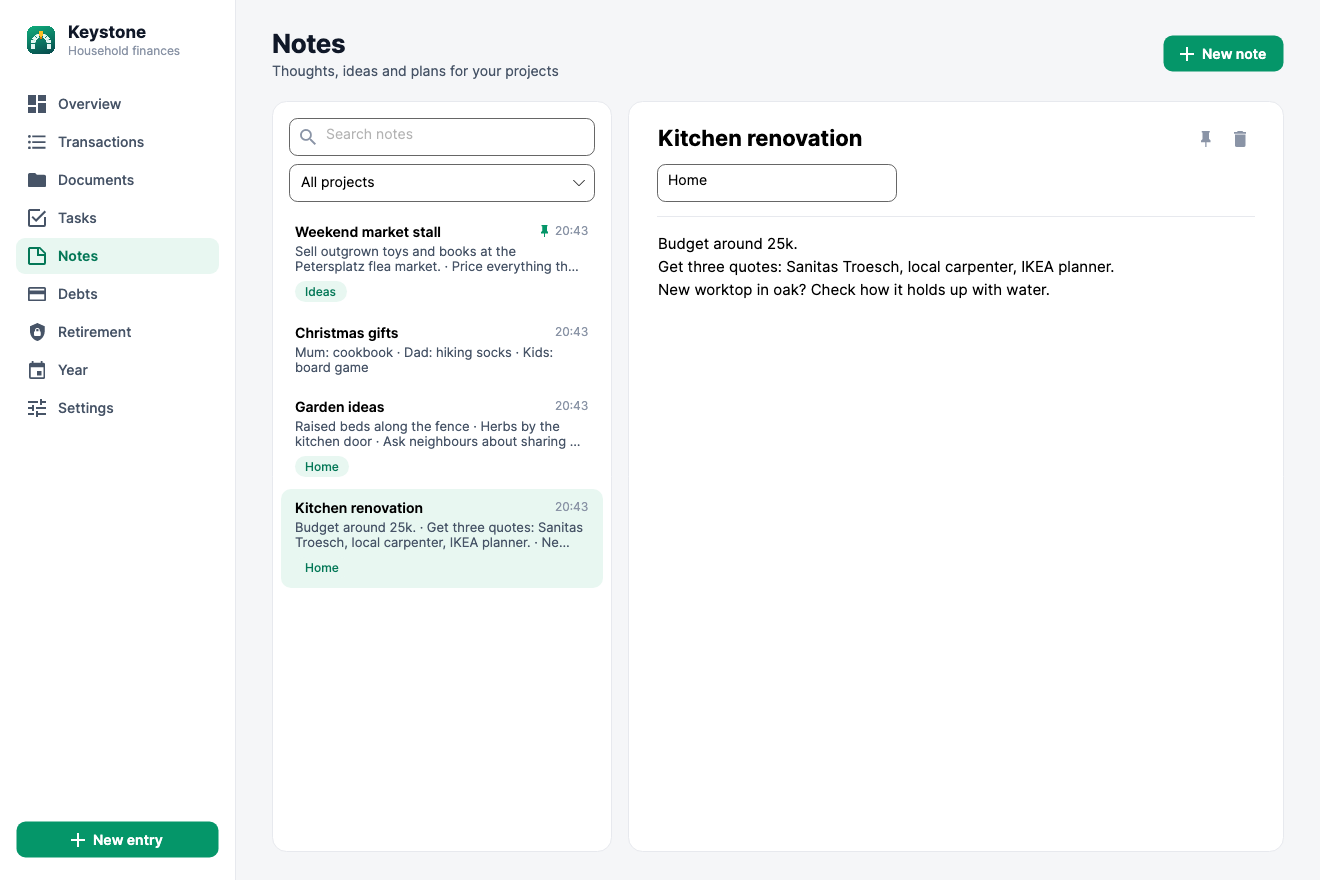 Keystone
Household finances
Overview
Transactions
Documents
Tasks
Notes
Debts
Retirement
Year
Settings
New entry
Notes
Thoughts, ideas and plans for your projects
New note
Search notes
All projects
Weekend market stall 20:43
Sell outgrown toys and books at the
Petersplatz flea market. · Price everything th...
Ideas
Christmas gifts 20:43
Mum: cookbook · Dad: hiking socks · Kids:
board game
Garden ideas 20:43
Raised beds along the fence · Herbs by the
kitchen door · Ask neighbours about sharing ...
Home
Kitchen renovation 20:43
Budget around 25k. · Get three quotes: Sanitas
Troesch, local carpenter, IKEA planner. · Ne...
Home
Kitchen renovation
Home
Budget around 25k.
Get three quotes: Sanitas Troesch, local carpenter, IKEA planner.
New worktop in oak? Check how it holds up with water.